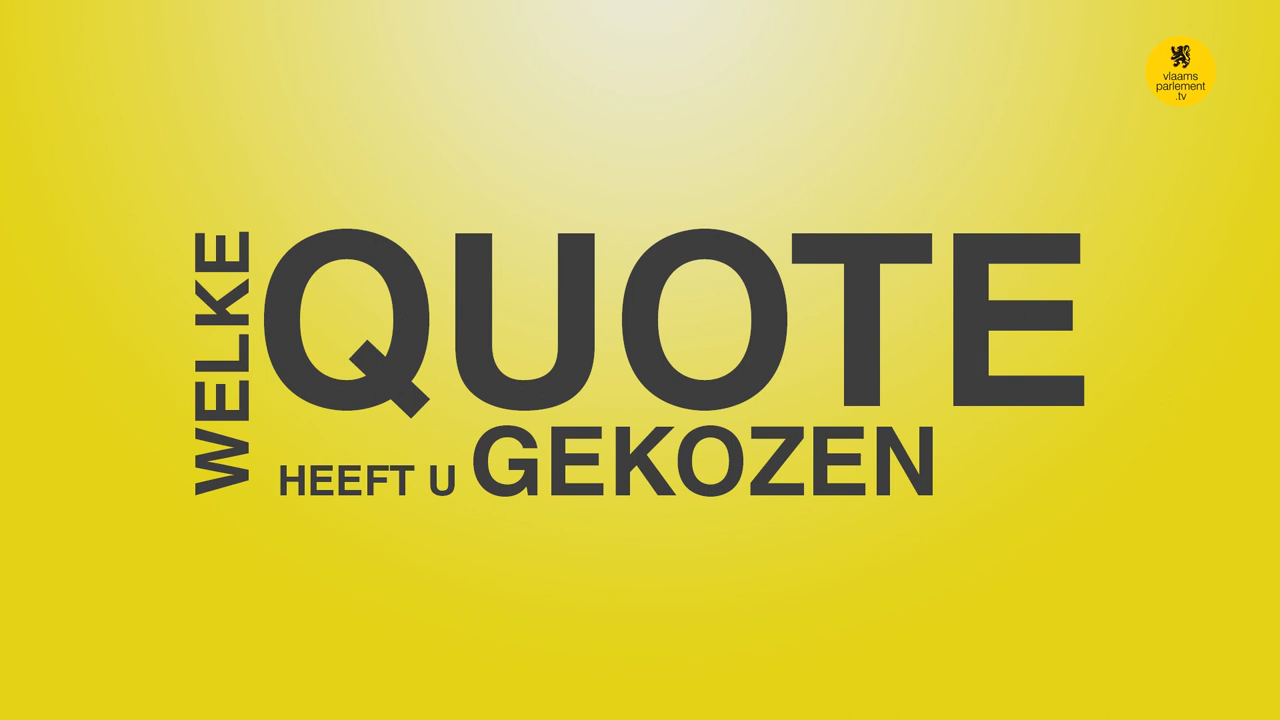 WELKE
QUOTE
HEEFT U GEKOZEN
vlaams
parlement
.tv